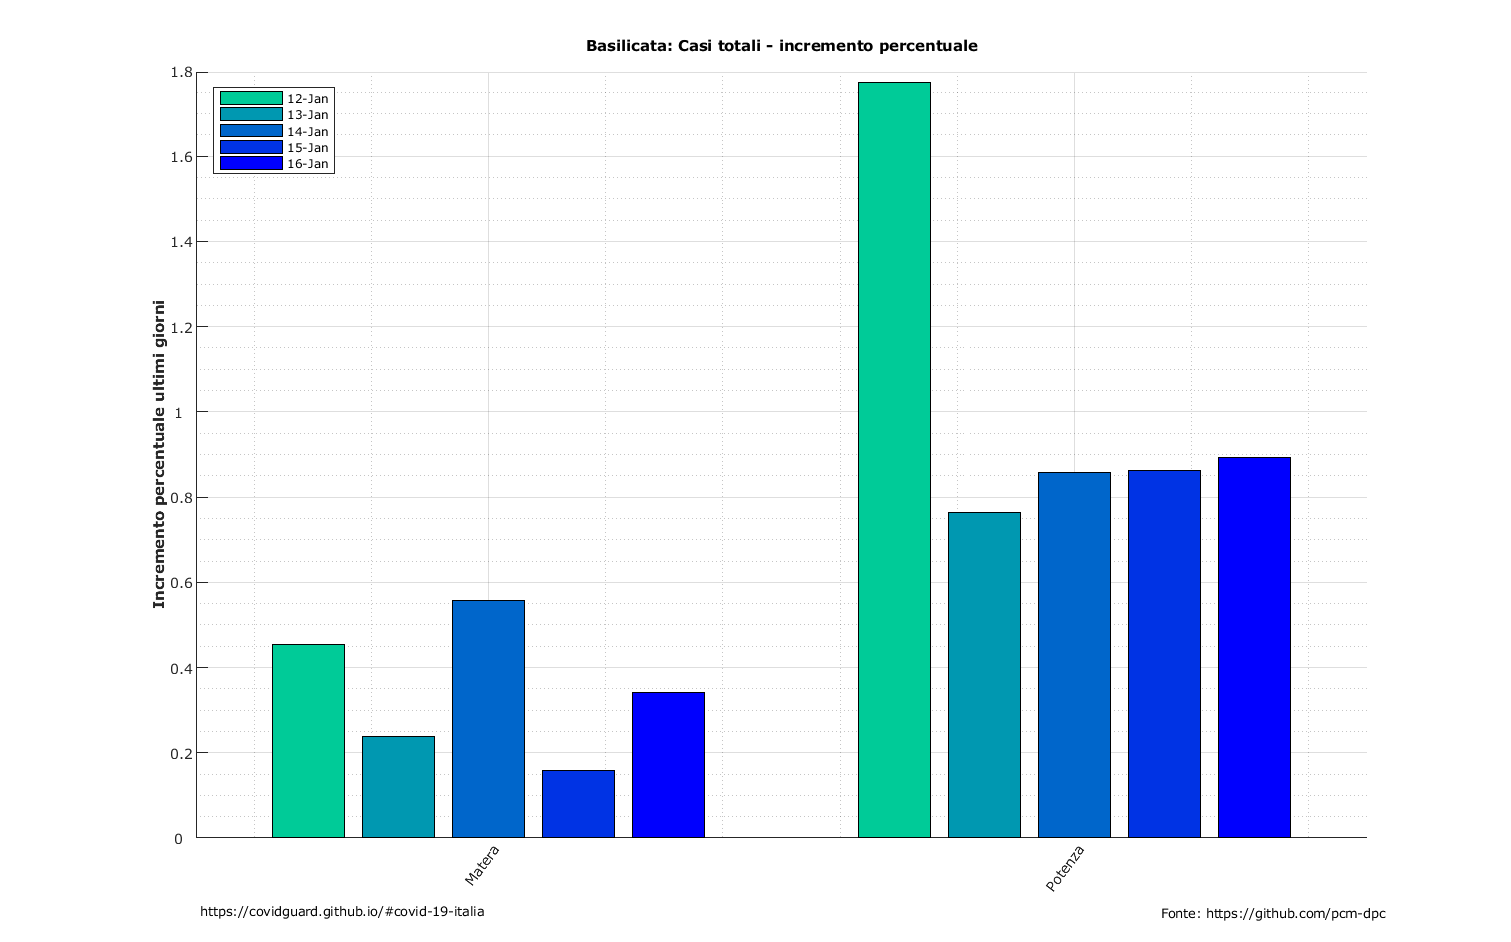 Basilicata: Casi totali - incremento percentuale
12-Jan
13-Jan
14-Jan
15-Jan
16-Jan
Incremento percentuale ultimi giorni
1.8
1.6
1.4
1.2
1
0.8
0.6
0.4
0.2
0
Matera
Potenza
https://covidguard.github.io/#covid-19-italia
Fonte: https://github.com/pcm-dpc